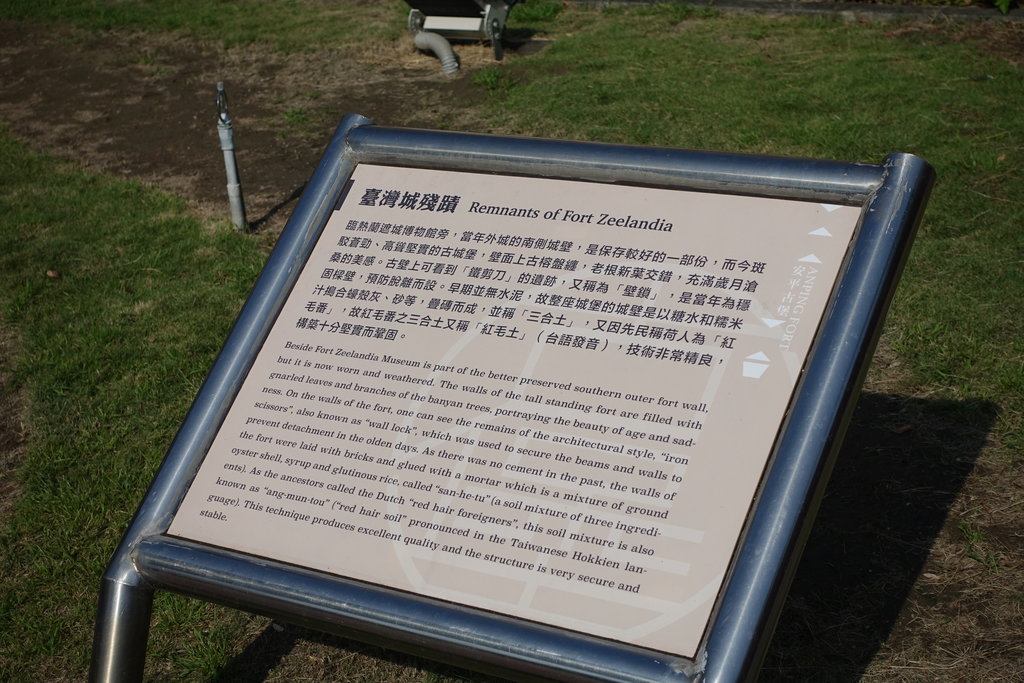 臺灣城殘蹟 Remnants of Fort Zeelandia
臨熱蘭遮城博物館旁，當年外城的南側城壁，是保存較好的一部份，而今斑
駁蒼勁、高聳堅實的古城堡，壁面上古榕盤纏，老根新葉交錯，充滿歲月滄
桑的美感。古壁上可看到「鐵剪刀」的遺跡，又稱為「壁鎖」，是當年為穩
固樑壁，預防脫離而設。早期並無水泥，故整座城堡的城壁是以糖水和糯米
汁搗合蠔殼灰、砂等，疊磚而成，並稱「三合土」，又因先民稱荷人為「紅
毛番」，故紅毛番之三合土又稱「紅毛土」（台語發音），技術非常精良，
構築十分堅實而鞏固。
Beside Fort Zeelandia Museum is part of the better preserved southern outer fort wall,
but it is now worn and weathered. The walls of the tall standing fort are filled with
gnarled leaves and branches of the banyan trees, portraying the beauty of age and sad-
ness. On the walls of the fort, one can see the remains of the architectural style, "iron
scissors", also known as "wall lock", which was used to secure the beams and walls to
prevent detachment in the olden days. As there was no cement in the past, the walls of
the fort were laid with bricks and glued with a mortar which is a mixture of ground
oyster shell, syrup and glutinous rice, called "san-he-tu" (a soil mixture of three ingredi-
ents). As the ancestors called the Dutch "red hair foreigners", this soil mixture is also
known as "ang-mun-tou" ("red hair soil" pronounced in the Taiwanese Hokkien lan-
guage). This technique produces excellent quality and the structure is very secure and
stable.
安平古堡
ANPING FORT